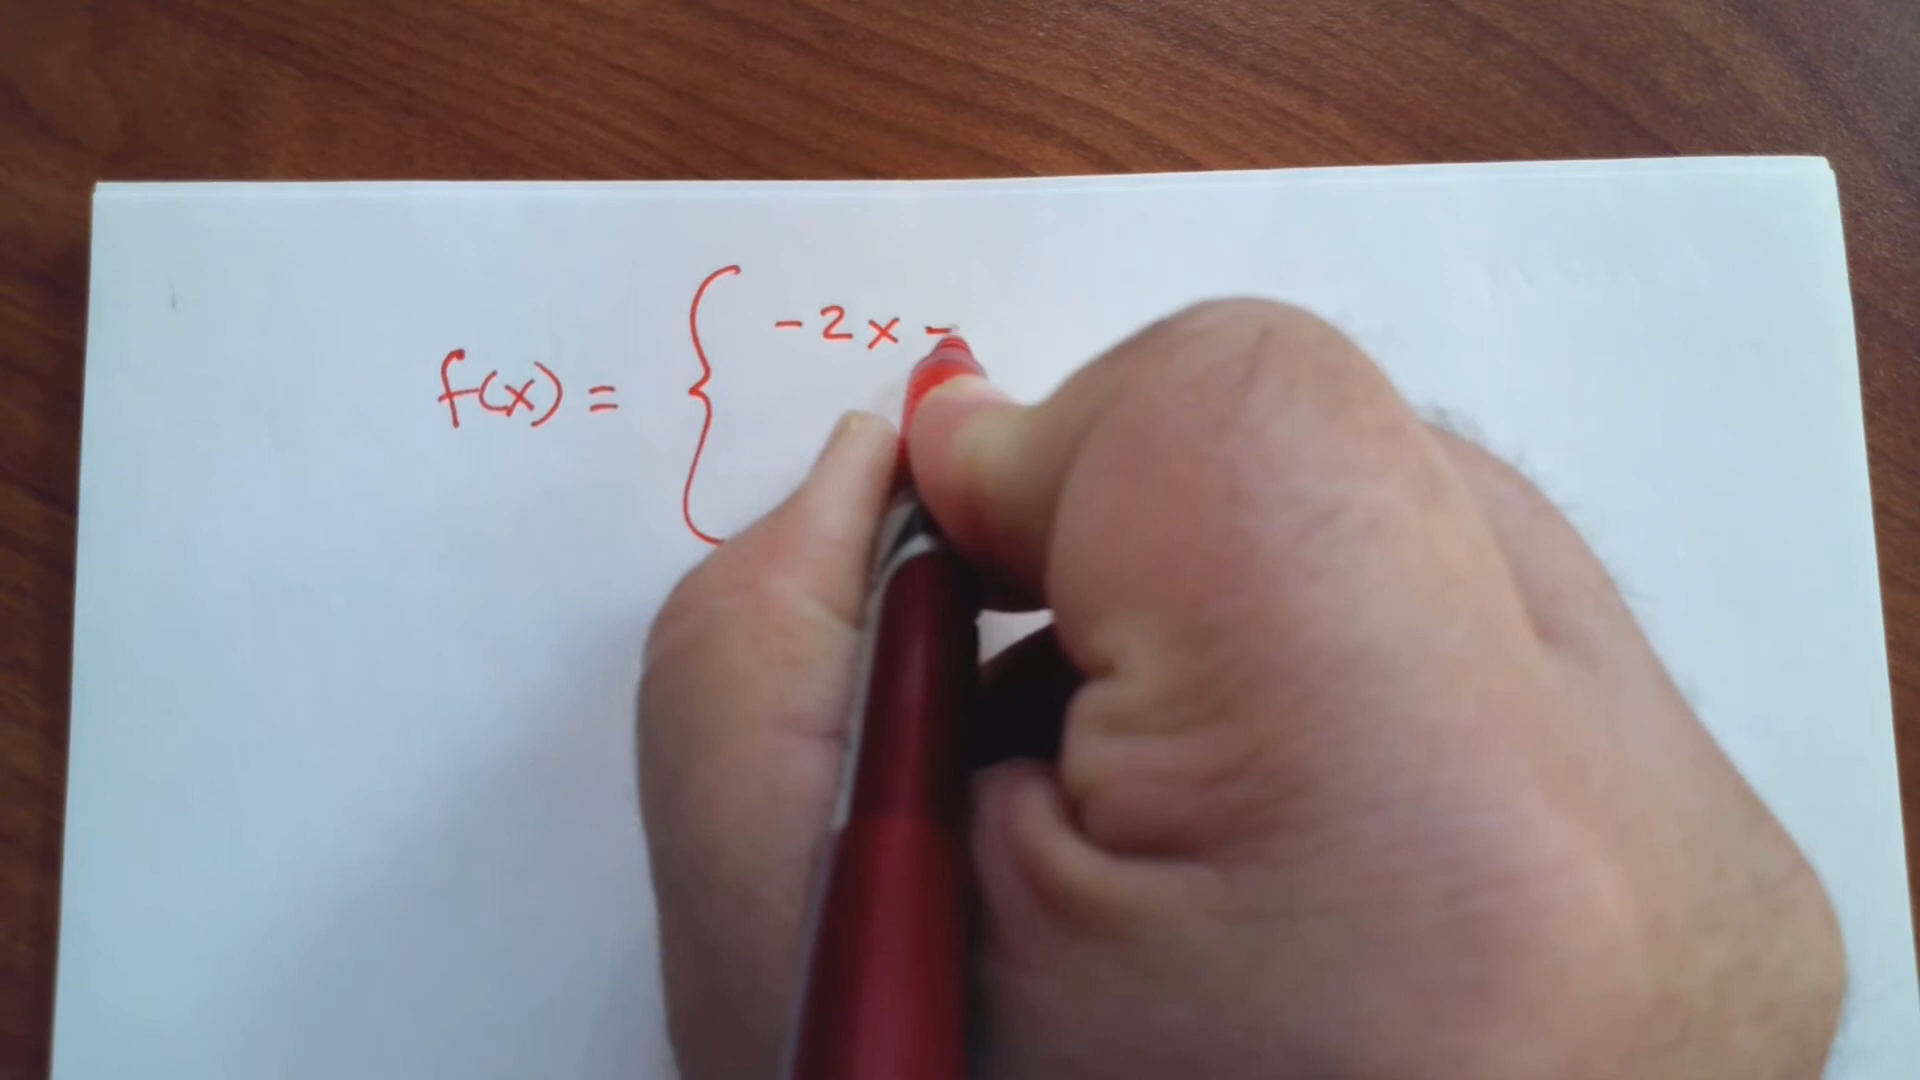 f(x) = { -2x -